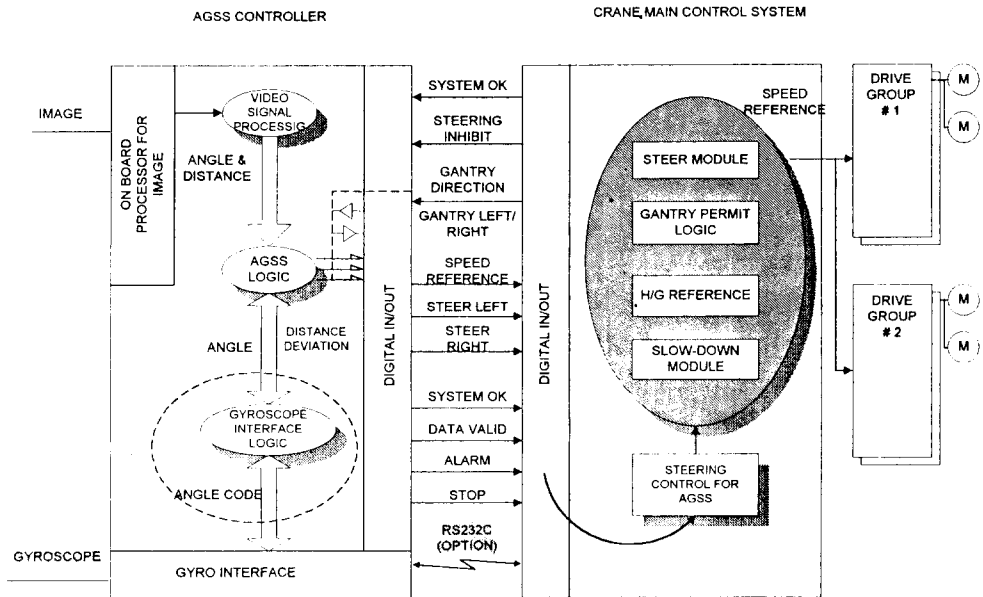 AGSS CONTROLLER
CRANE MAIN CONTROL SYSTEM
IMAGE
ON BOARD
PROCESSOR FOR
IMAGE
VIDEO
SIGNAL
PROCESSIG
ANGLE &
DISTANCE
AGSS
LOGIC
ANGLE
DISTANCE
DEVIATION
GYROSCOPE
INTERFACE
LOGIC
ANGLE CODE
GYROSCOPE
GYRO INTERFACE
DIGITAL IN/OUT
SYSTEM OK
STEERING
INHIBIT
GANTRY
DIRECTION
GANTRY LEFT/
RIGHT
SPEED
REFERENCE
STEER LEFT
STEER
RIGHT
SYSTEM OK
DATA VALID
ALARM
STOP
RS232C
(OPTION)
DIGITAL IN/OUT
SPEED
REFERENCE
STEER MODULE
GANTRY PERMIT
LOGIC
H/G REFERENCE
SLOW-DOWN
MODULE
STEERING
CONTROL FOR
AGSS
DRIVE
GROUP
# 1
M
M
DRIVE
GROUP
# 2
M
M